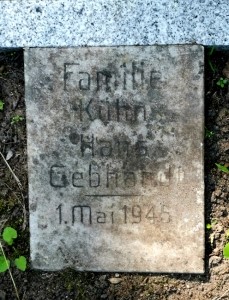 Familie
Kühn
Hans
Gebhardt
1. Mai 1945